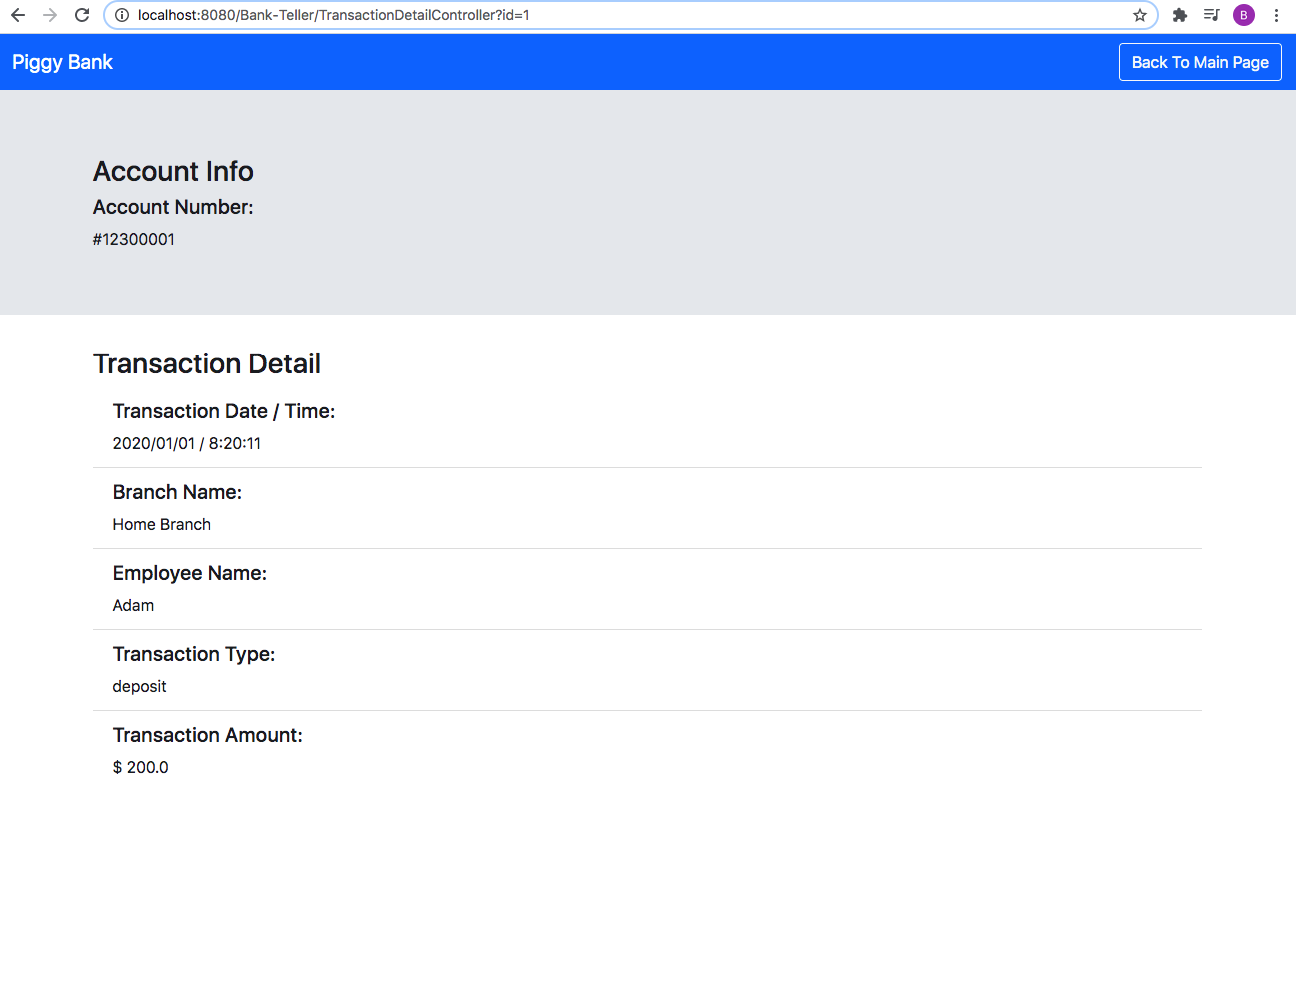 localhost:8080/Bank-Teller/TransactionDetailController?id=1
B
Piggy Bank
Back To Main Page
Account Info
Account Number:
#12300001
Transaction Detail
Transaction Date / Time:
2020/01/01 / 8:20:11
Branch Name:
Home Branch
Employee Name:
Adam
Transaction Type:
deposit
Transaction Amount:
$ 200.0